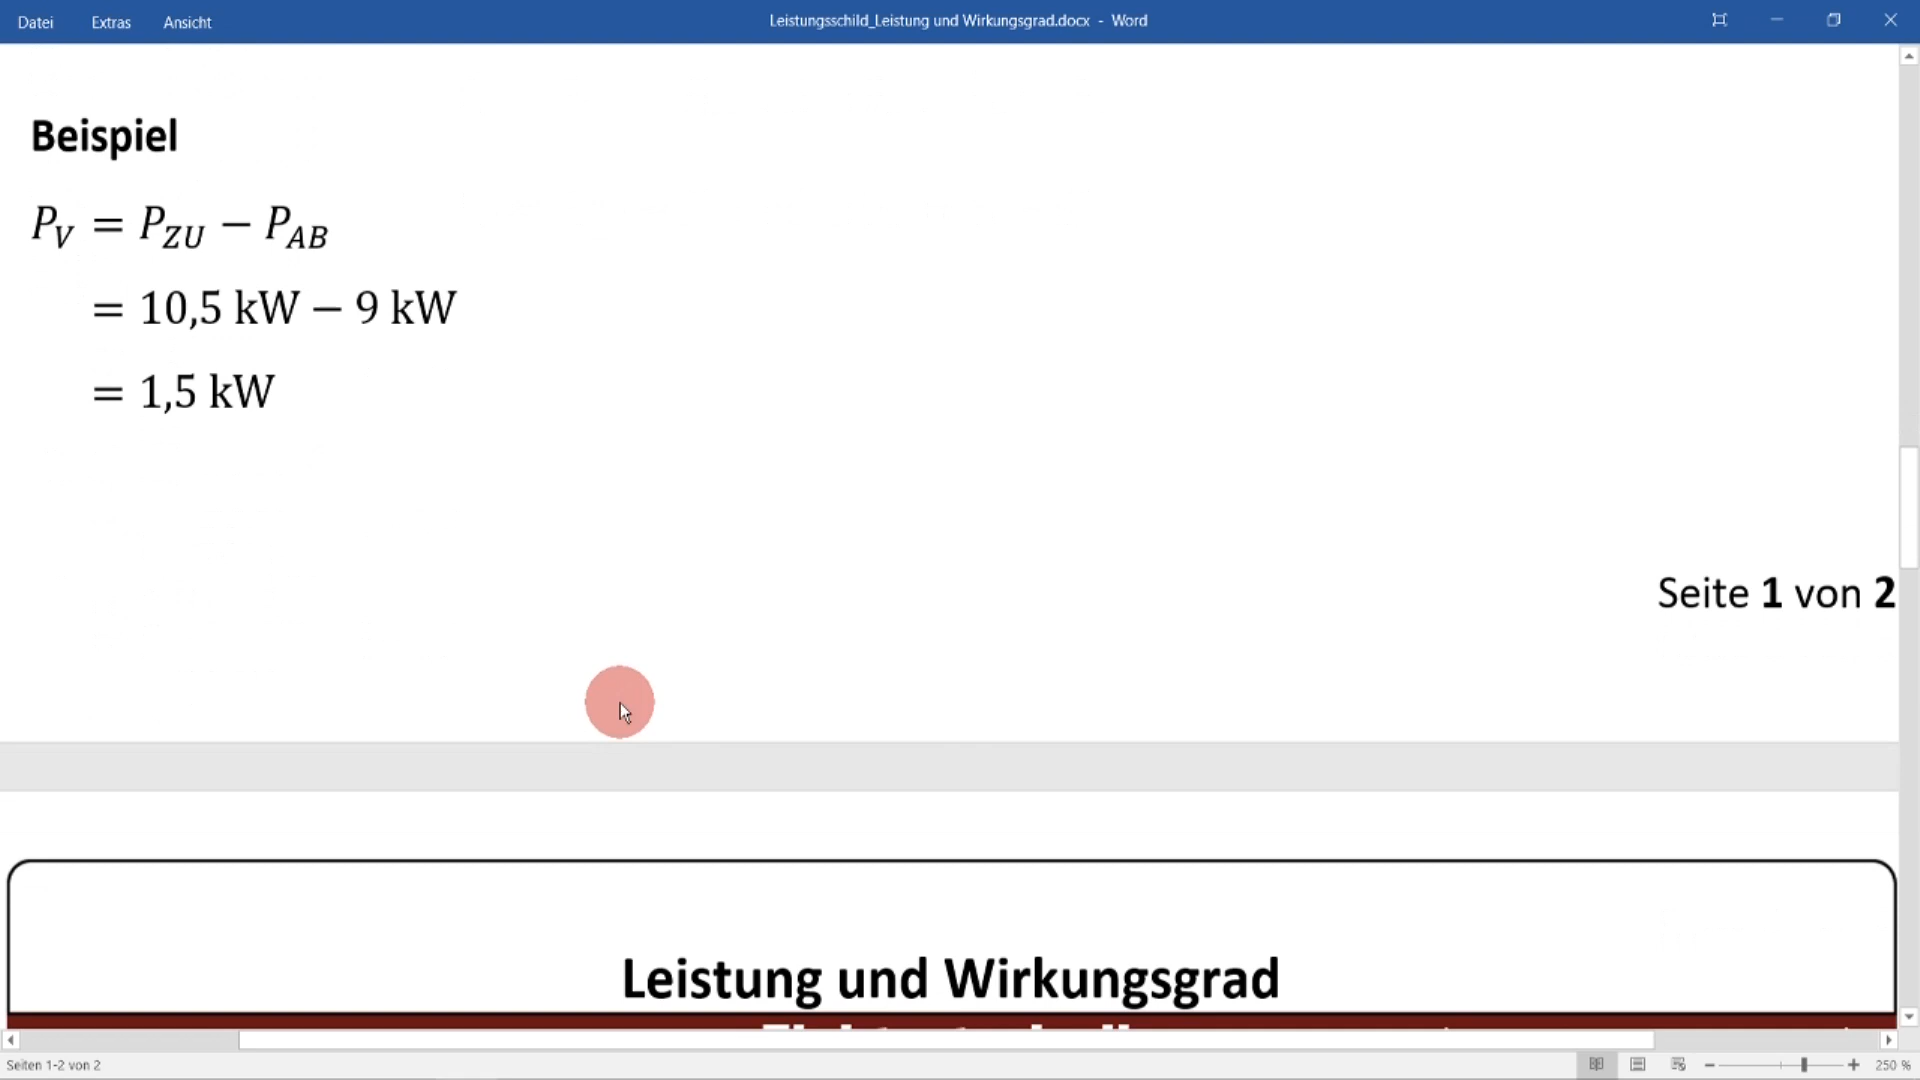 Datei Extras Ansicht Leistungsschild_Leistung und Wirkungsgrad.docx - Word
Beispiel
P_V = P_ZU − P_AB
= 10,5 kW − 9 kW
= 1,5 kW
Seite 1 von 2
Leistung und Wirkungsgrad
Seiten 1-2 von 2 250 %